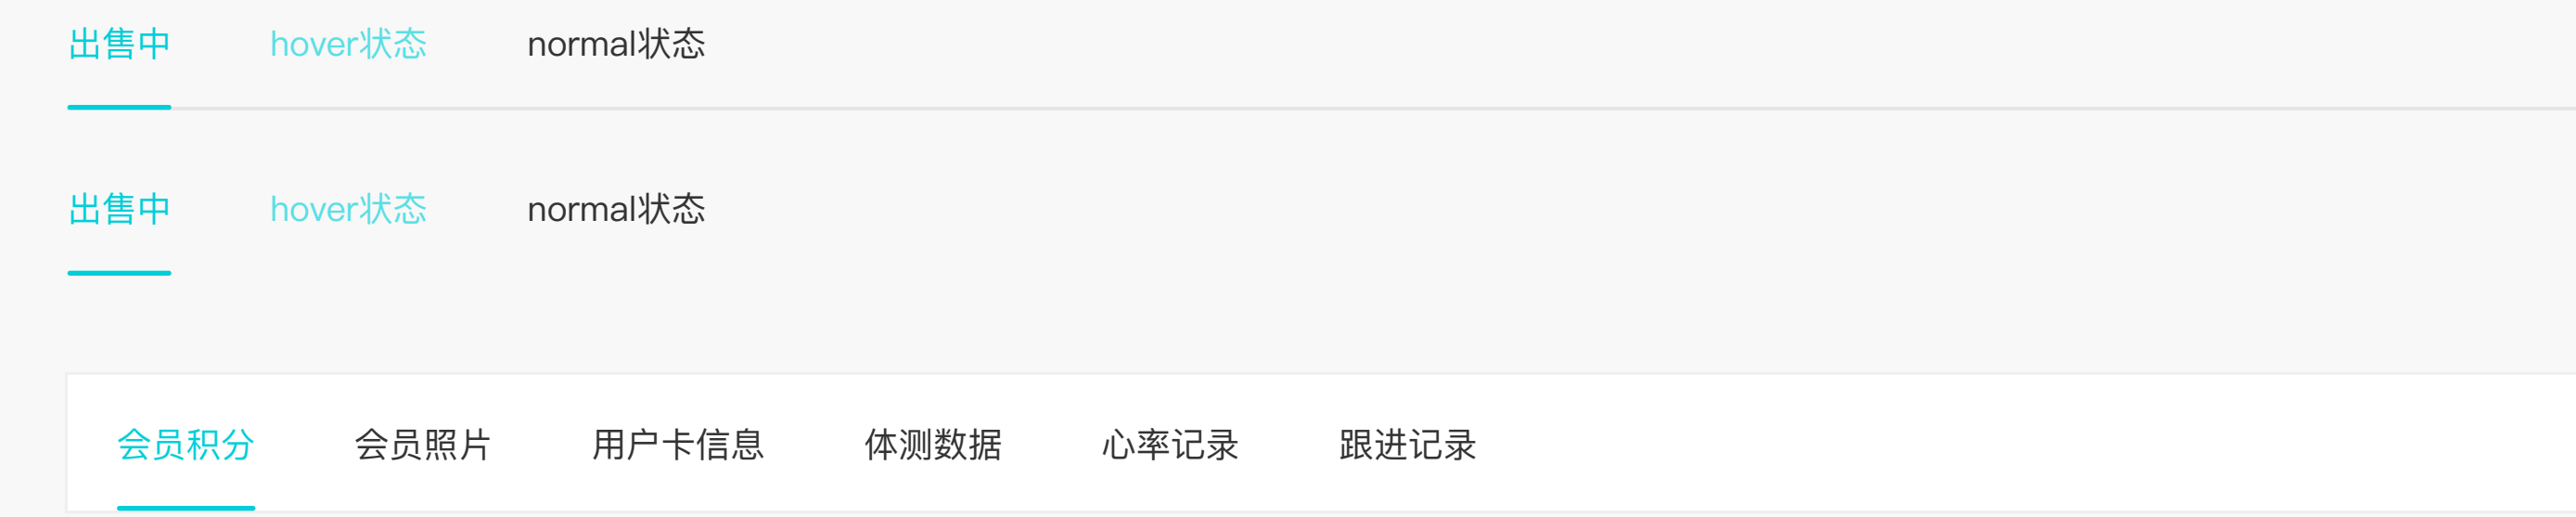 出售中 hover状态 normal状态
出售中 hover状态 normal状态
会员积分 会员照片 用户卡信息 体测数据 心率记录 跟进记录